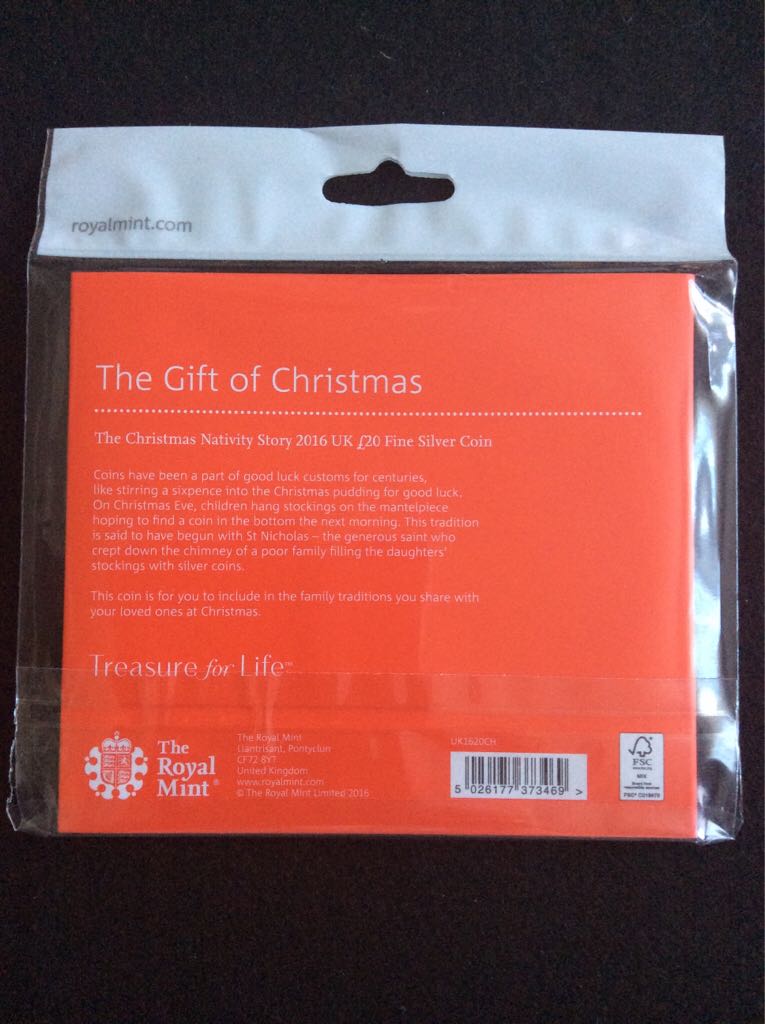 royalmint.com
The Gift of Christmas
The Christmas Nativity Story 2016 UK £20 Fine Silver Coin
Coins have been a part of good luck customs for centuries,
like stirring a sixpence into the Christmas pudding for good luck.
On Christmas Eve, children hang stockings on the mantelpiece
hoping to find a coin in the bottom the next morning. This tradition
is said to have begun with St Nicholas – the generous saint who
crept down the chimney of a poor family filling the daughters'
stockings with silver coins.
This coin is for you to include in the family traditions you share with
your loved ones at Christmas.
Treasure for Life™
The
Royal
Mint®
The Royal Mint
Llantrisant, Pontyclun
CF72 8YT
United Kingdom
www.royalmint.com
© The Royal Mint Limited 2016
UK1620CH
5 026177 373469 >
FSC
MIX